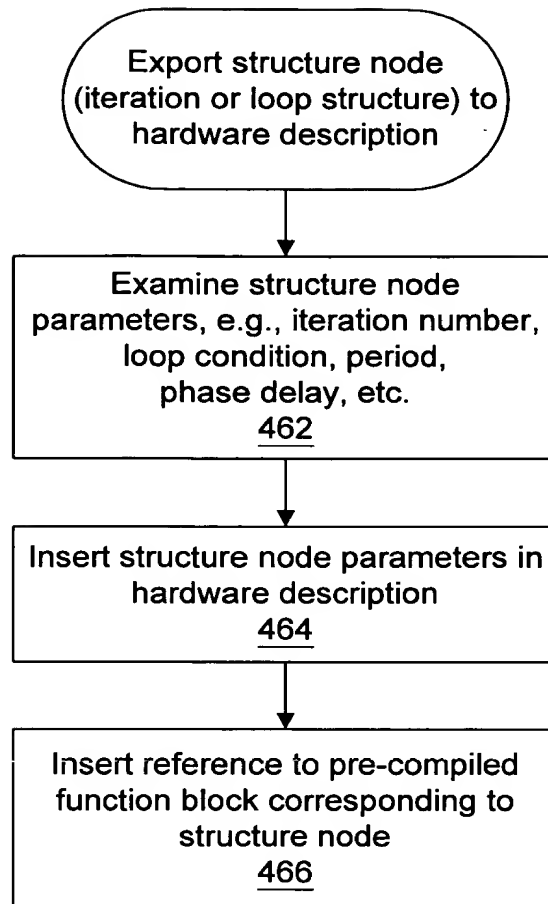 Export structure node
(iteration or loop structure) to
hardware description
Examine structure node
parameters, e.g., iteration number,
loop condition, period,
phase delay, etc.
462
Insert structure node parameters in
hardware description
464
Insert reference to pre-compiled
function block corresponding to
structure node
466